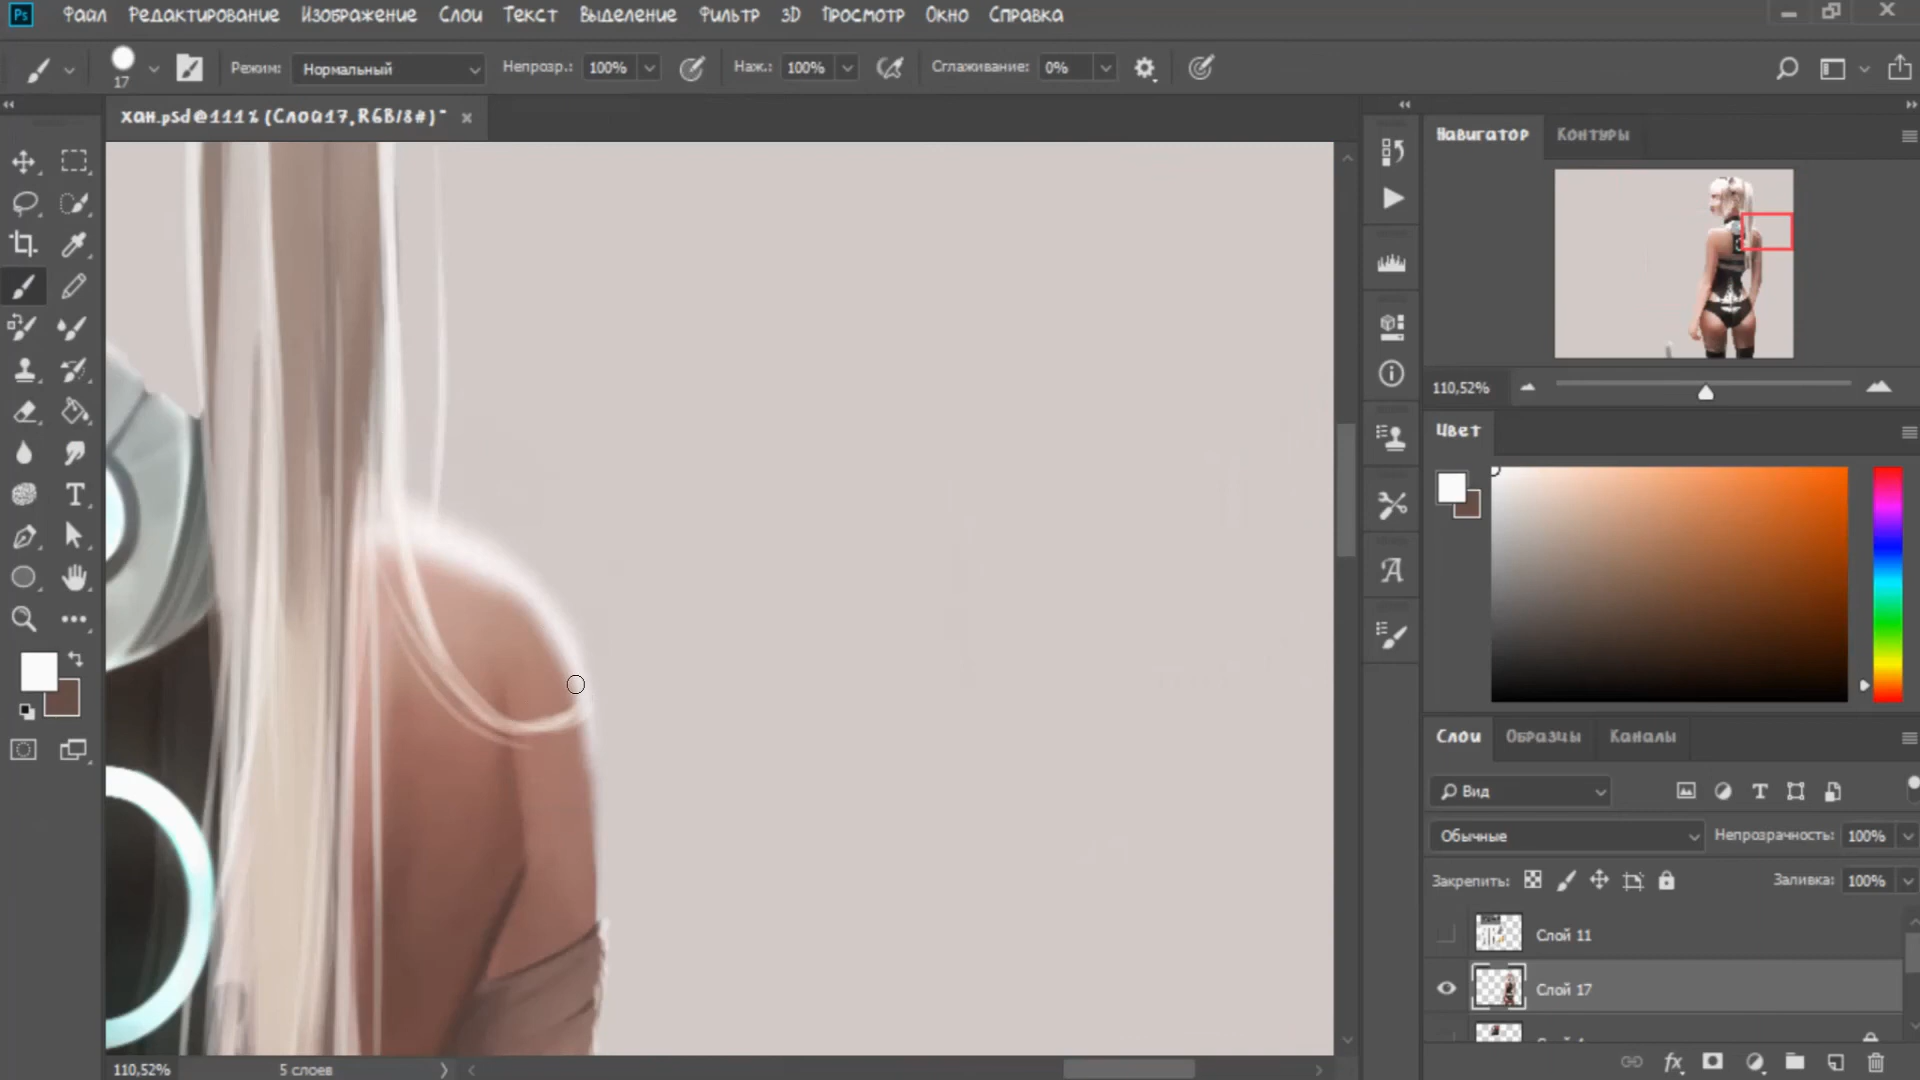 Ps Файл Редактирование Изображение Слои Текст Выделение Фильтр 3D Просмотр Окно Справка
17 Режим: Нормальный Непрозр.: 100% Наж.: 100% Сглаживание: 0%
хан.psd @ 111% (Слой 17, RGB/8#) * ×
Навигатор Контуры
110,52%
Цвет
Слои Образцы Каналы
Вид
Обычные Непрозрачность: 100%
Закрепить: Заливка: 100%
Слой 11
Слой 17
110,52% 5 слоев